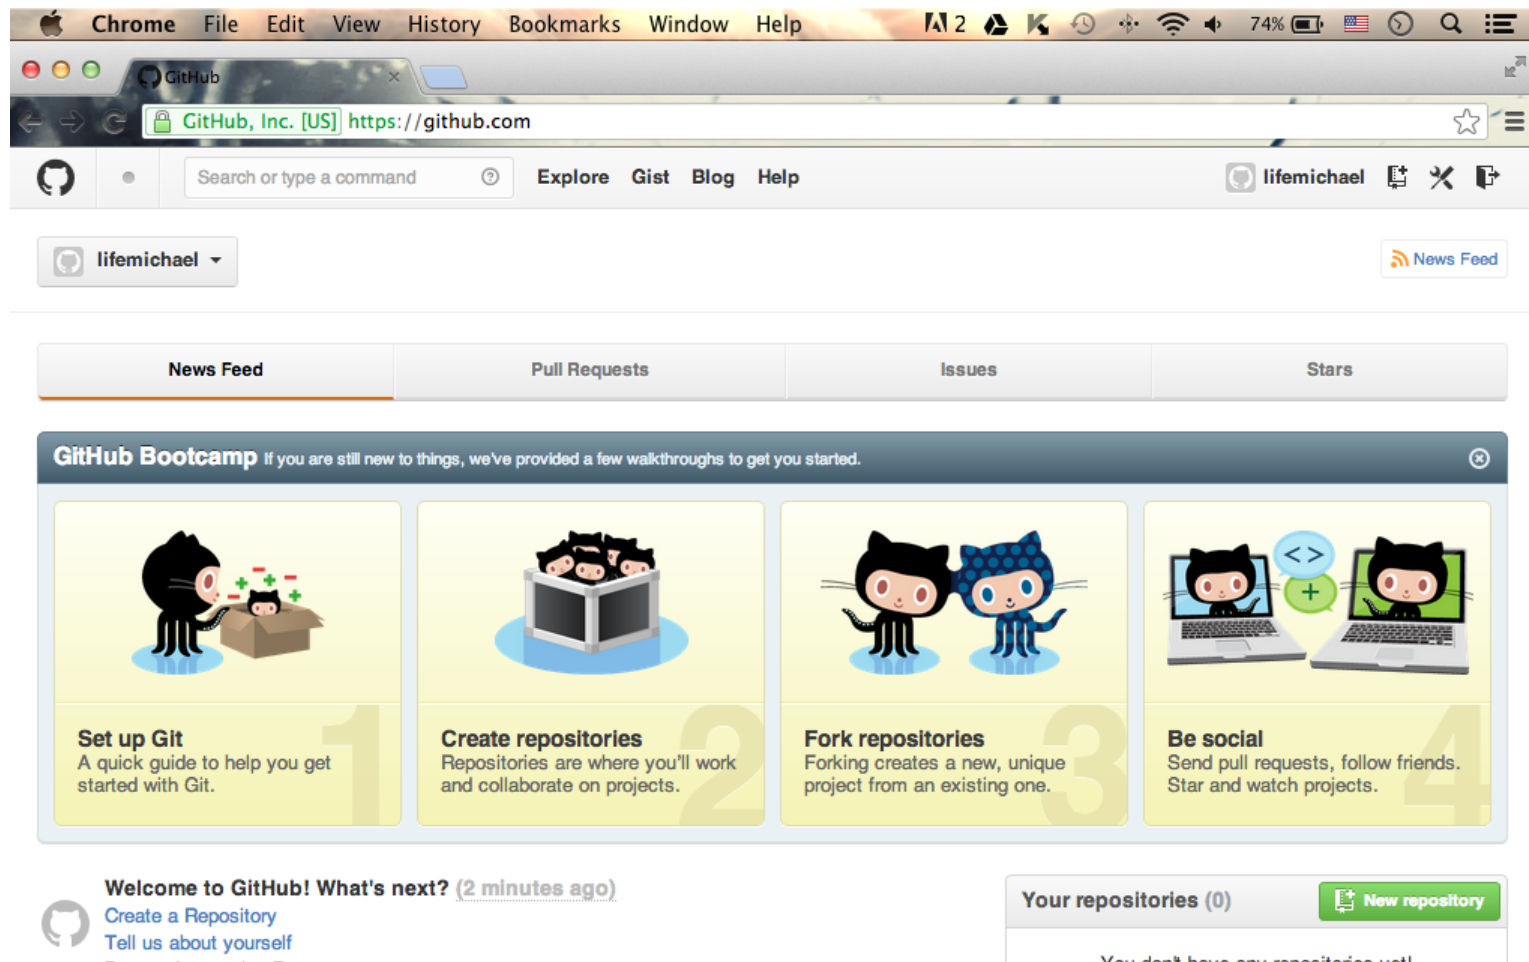 Chrome File Edit View History Bookmarks Window Help 2 74%
GitHub
GitHub, Inc. [US] https://github.com
Search or type a command Explore Gist Blog Help lifemichael
lifemichael News Feed
News Feed Pull Requests Issues Stars
GitHub Bootcamp If you are still new to things, we've provided a few walkthroughs to get you started.
1
Set up Git
A quick guide to help you get
started with Git.
2
Create repositories
Repositories are where you'll work
and collaborate on projects.
3
Fork repositories
Forking creates a new, unique
project from an existing one.
4
Be social
Send pull requests, follow friends.
Star and watch projects.
Welcome to GitHub! What's next? (2 minutes ago)
Create a Repository
Tell us about yourself
Your repositories (0) New repository
You don't have any repositories yet!